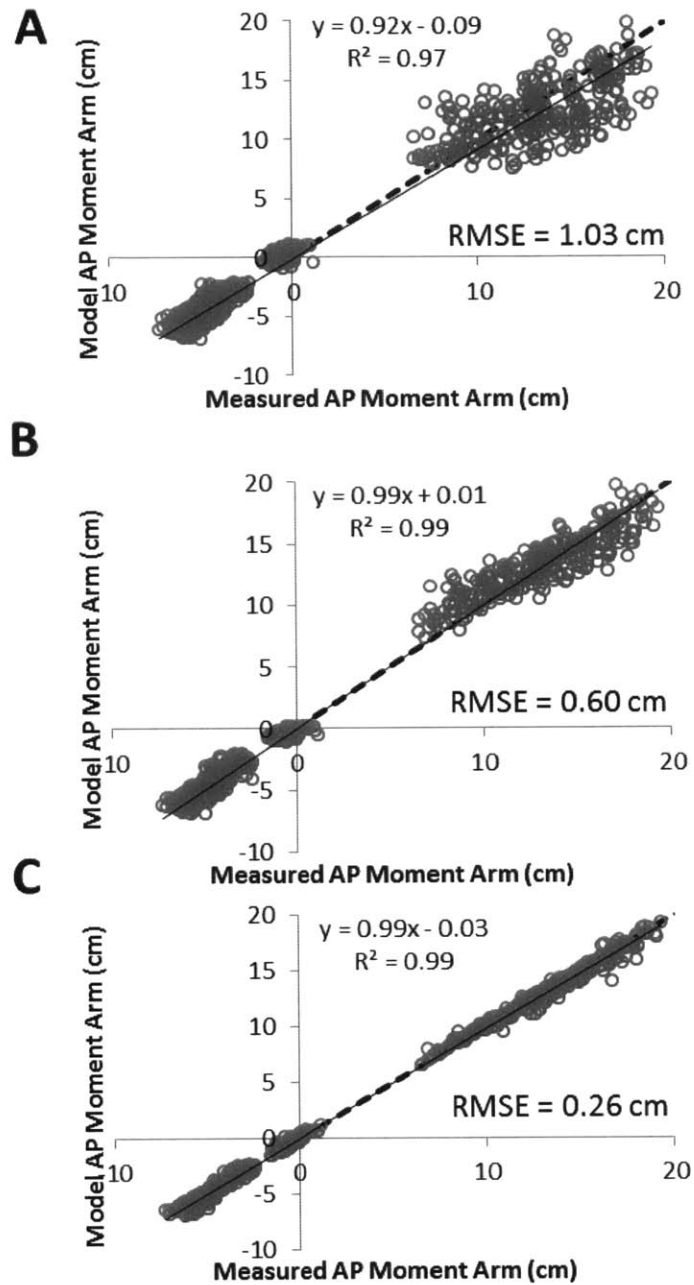 A
20
y = 0.92x - 0.09
R² = 0.97
15
10
5
RMSE = 1.03 cm
0
10
0
10
20
-5
-10
Model AP Moment Arm (cm)
Measured AP Moment Arm (cm)
B
20
y = 0.99x + 0.01
R² = 0.99
15
10
5
RMSE = 0.60 cm
0
10
0
10
20
-5
-10
Model AP Moment Arm (cm)
Measured AP Moment Arm (cm)
C
20
y = 0.99x - 0.03
R² = 0.99
15
10
5
RMSE = 0.26 cm
0
10
0
10
20
-5
-10
Model AP Moment Arm (cm)
Measured AP Moment Arm (cm)